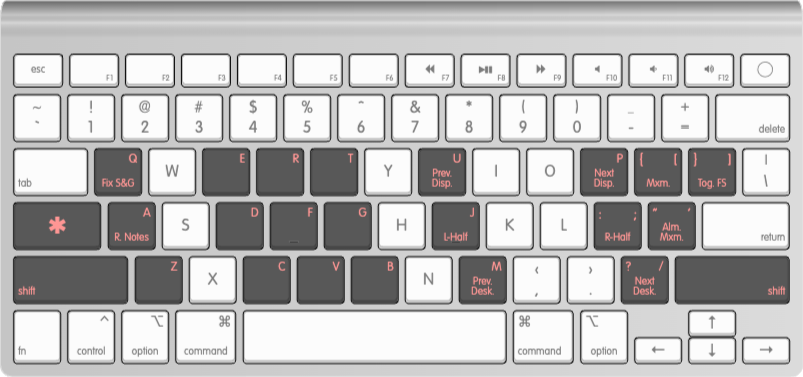 esc F1 F2 F3 F4 F5 F6 F7 F8 F9 F10 F11 F12
~ ! @ # $ % ^ & * ( ) _ +
` 1 2 3 4 5 6 7 8 9 0 - = delete
Q W E R T Y U I O P { [ } ] |
tab Fix S&G Prev. Disp. Next Disp. Mxm. Tog. FS \
* A S D F G H J K L : ; " ' 
R. Notes _ L-Half R-Half Alm. Mxm. return
Z X C V B N M < > ? /
shift Prev. Desk. , . Next Desk. shift
^ ⌥ ⌘ ⌘ ⌥ ↑
fn control option command command option ← ↓ →